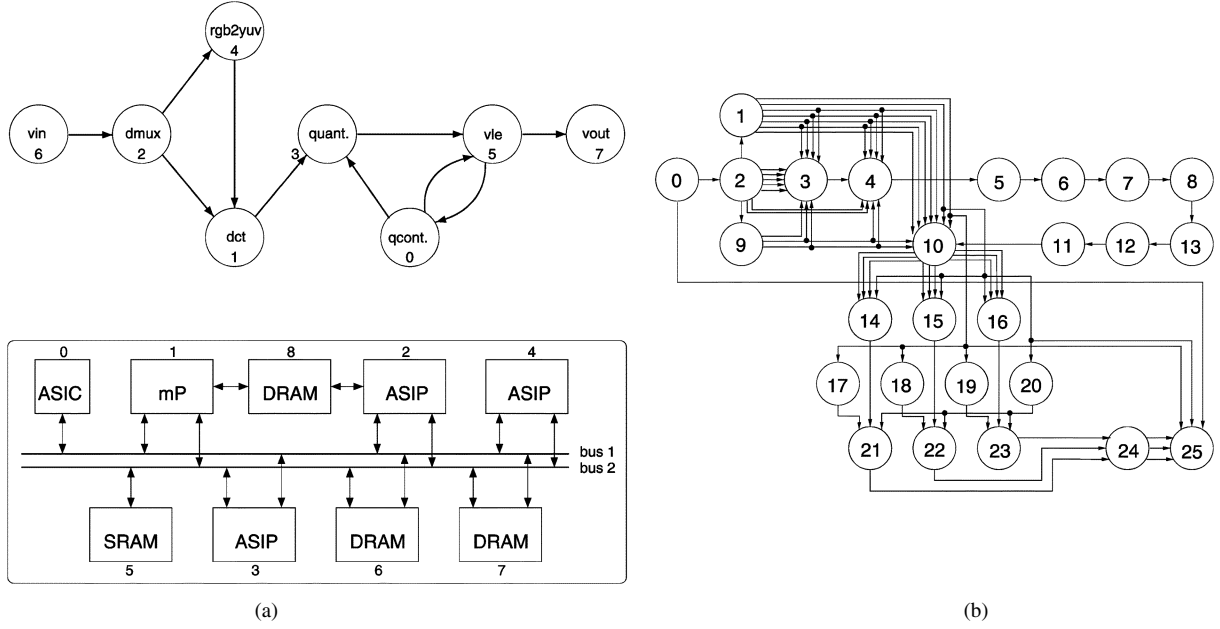 rgb2yuv
4
vin
6
dmux
2
quant.
3
vle
5
vout
7
dct
1
qcont.
0
0
ASIC
1
mP
8
DRAM
2
ASIP
4
ASIP
bus 1
bus 2
SRAM
5
ASIP
3
DRAM
6
DRAM
7
(a)
1
0
2
3
4
5
6
7
8
9
10
11
12
13
14
15
16
17
18
19
20
21
22
23
24
25
(b)